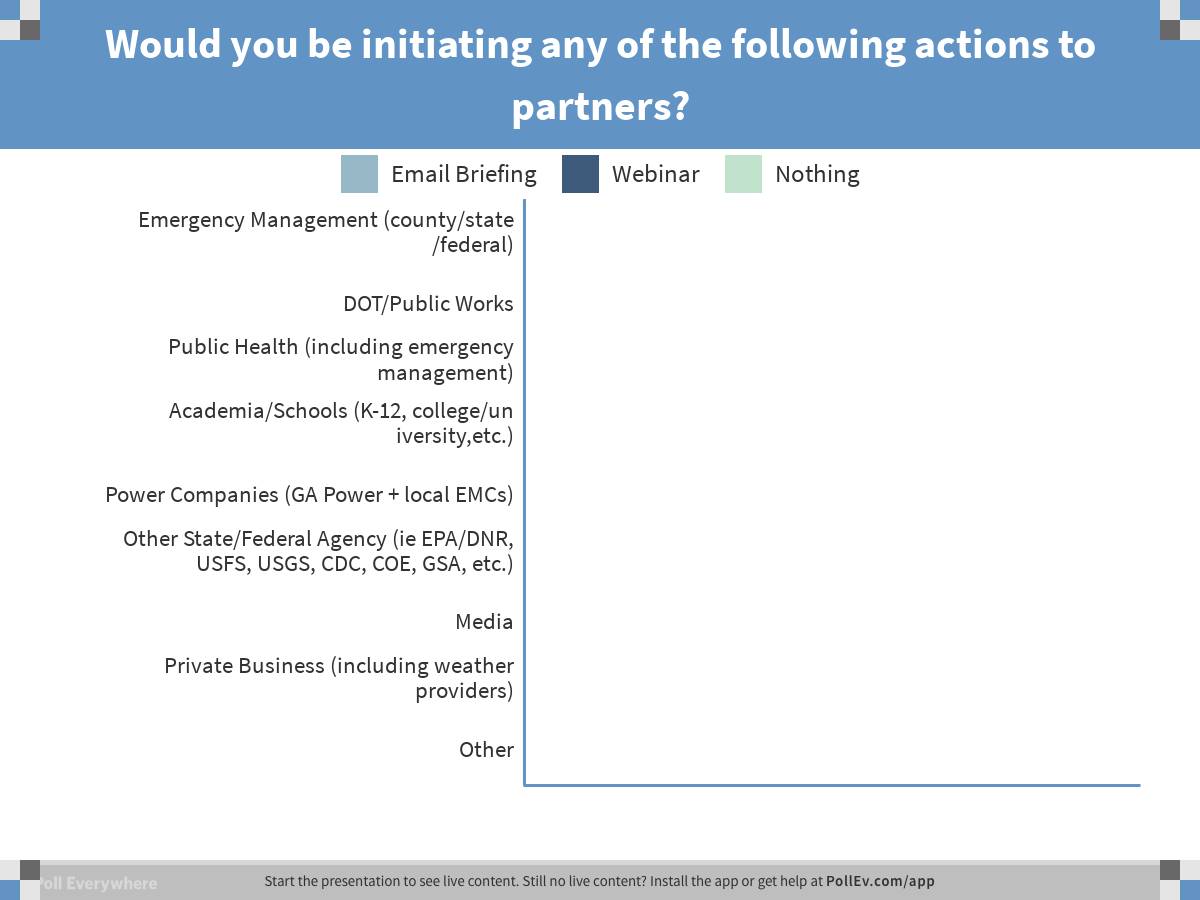 Would you be initiating any of the following actions to
partners?
Email Briefing
Webinar
Nothing
Emergency Management (county/state
/federal)
DOT/Public Works
Public Health (including emergency
management)
Academia/Schools (K-12, college/un
iversity,etc.)
Power Companies (GA Power + local EMCs)
Other State/Federal Agency (ie EPA/DNR,
USFS, USGS, CDC, COE, GSA, etc.)
Media
Private Business (including weather
providers)
Other
Poll Everywhere
Start the presentation to see live content. Still no live content? Install the app or get help at PollEv.com/app